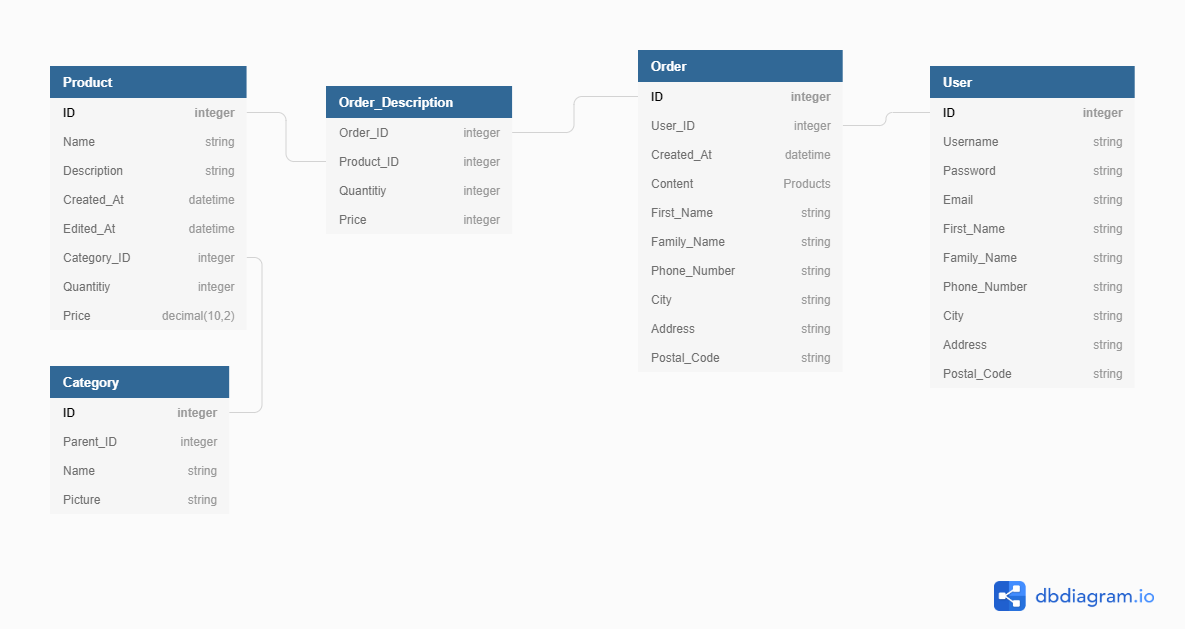 Product
ID integer
Name string
Description string
Created_At datetime
Edited_At datetime
Category_ID integer
Quantitiy integer
Price decimal(10,2)
Category
ID integer
Parent_ID integer
Name string
Picture string
Order_Description
Order_ID integer
Product_ID integer
Quantitiy integer
Price integer
Order
ID integer
User_ID integer
Created_At datetime
Content Products
First_Name string
Family_Name string
Phone_Number string
City string
Address string
Postal_Code string
User
ID integer
Username string
Password string
Email string
First_Name string
Family_Name string
Phone_Number string
City string
Address string
Postal_Code string
dbdiagram.io